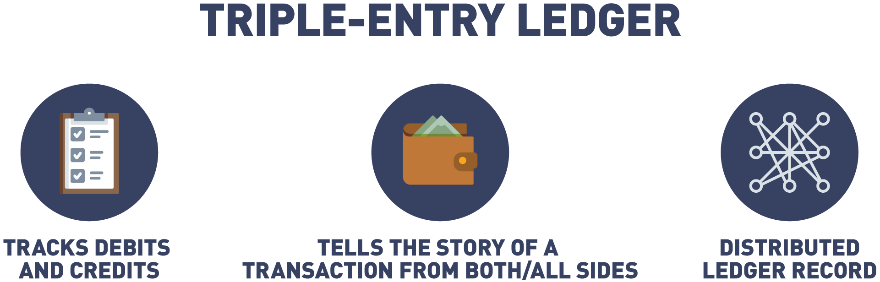 TRIPLE-ENTRY LEDGER
TRACKS DEBITS
AND CREDITS
TELLS THE STORY OF A
TRANSACTION FROM BOTH/ALL SIDES
DISTRIBUTED
LEDGER RECORD